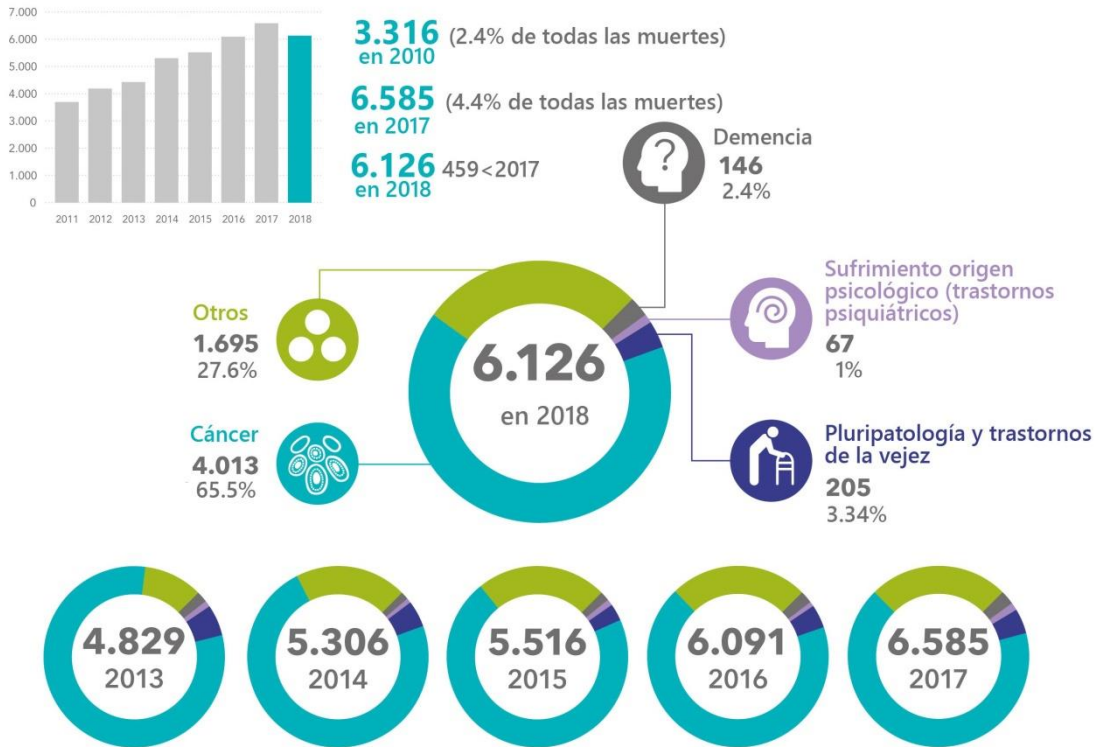 7.000
6.000
5.000
4.000
3.000
2.000
1.000
0
2011 2012 2013 2014 2015 2016 2017 2018
3.316 (2.4% de todas las muertes)
en 2010
6.585 (4.4% de todas las muertes)
en 2017
6.126 459<2017
en 2018
?
Demencia
146
2.4%
Otros
1.695
27.6%
Cáncer
4.013
65.5%
6.126
en 2018
Sufrimiento origen
psicológico (trastornos
psiquiátricos)
67
1%
Pluripatología y trastornos
de la vejez
205
3.34%
4.829
2013
5.306
2014
5.516
2015
6.091
2016
6.585
2017